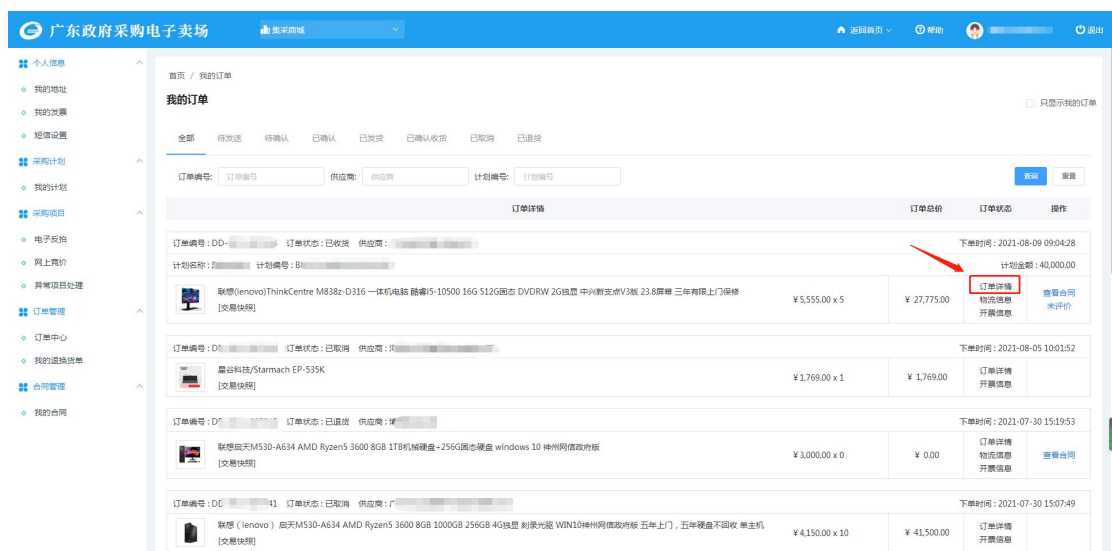 广东政府采购电子卖场 集采商城 返回首页 帮助 退出
个人信息
我的地址
我的发票
短信设置
采购计划
我的计划
采购项目
电子反拍
网上竞价
异常项目处理
订单管理
订单中心
我的退换货单
合同管理
我的合同
首页 / 我的订单
我的订单
只显示我的订单
全部 待发送 待确认 已确认 已发货 已确认收货 已取消 已退货
订单编号: 订单编号 供应商: 供应商 计划编号: 计划编号 查询 重置
订单详情 订单总价 订单状态 操作
订单编号 : DD- 订单状态 : 已收货 供应商 : 下单时间 : 2021-08-09 09:04:28
计划名称 : 计划编号 : 计划金额 : 40,000.00
联想(lenovo)ThinkCentre M838z-D316 一体机电脑 酷睿i5-10500 16G 512G固态 DVDRW 2G独显 中兴新支点V3版 23.8屏幕 三年有限上门保修
[交易快照]
¥ 5,555.00 x 5 ¥ 27,775.00
订单详情
物流信息
开票信息
查看合同
未评价
订单编号 : 订单状态 : 已取消 供应商 : 下单时间 : 2021-08-05 10:01:52
星谷科技/Starmach EP-535K
[交易快照]
¥ 1,769.00 x 1 ¥ 1,769.00
订单详情
开票信息
订单编号 : 订单状态 : 已退货 供应商 : 下单时间 : 2021-07-30 15:19:53
联想启天M530-A634 AMD Ryzen5 3600 8GB 1TB机械硬盘+256G固态硬盘 windows 10 神州网信政府版
[交易快照]
¥ 3,000.00 x 0 ¥ 0.00
订单详情
物流信息
开票信息
查看合同
订单编号 : 41 订单状态 : 已取消 供应商 : 下单时间 : 2021-07-30 15:07:49
联想 ( lenovo ) 启天M530-A634 AMD Ryzen5 3600 8GB 1000GB 256GB 4G独显 刻录光驱 WIN10神州网信政府版 五年上门 , 五年硬盘不回收 单主机
[交易快照]
¥ 4,150.00 x 10 ¥ 41,500.00
订单详情
开票信息